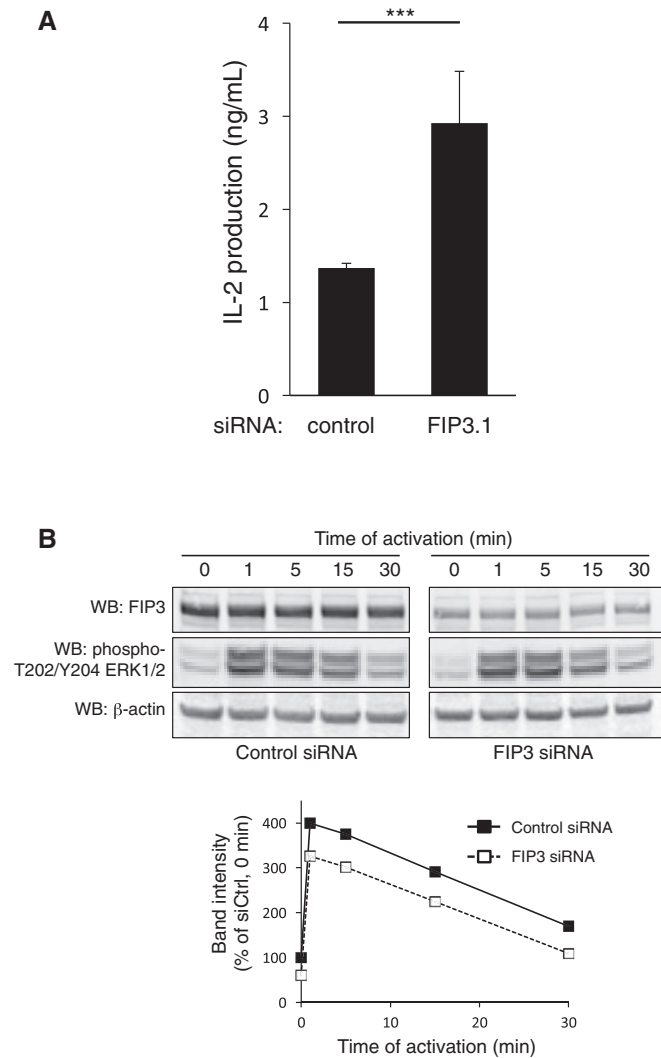 A
***
IL-2 production (ng/mL)
4
3
2
1
0
siRNA: control FIP3.1
B
Time of activation (min)
0 1 5 15 30 0 1 5 15 30
WB: FIP3
WB: phospho-
T202/Y204 ERK1/2
WB: β-actin
Control siRNA FIP3 siRNA
Band intensity
(% of siCtrl, 0 min)
400
300
200
100
0
Control siRNA
FIP3 siRNA
0 10 20 30
Time of activation (min)